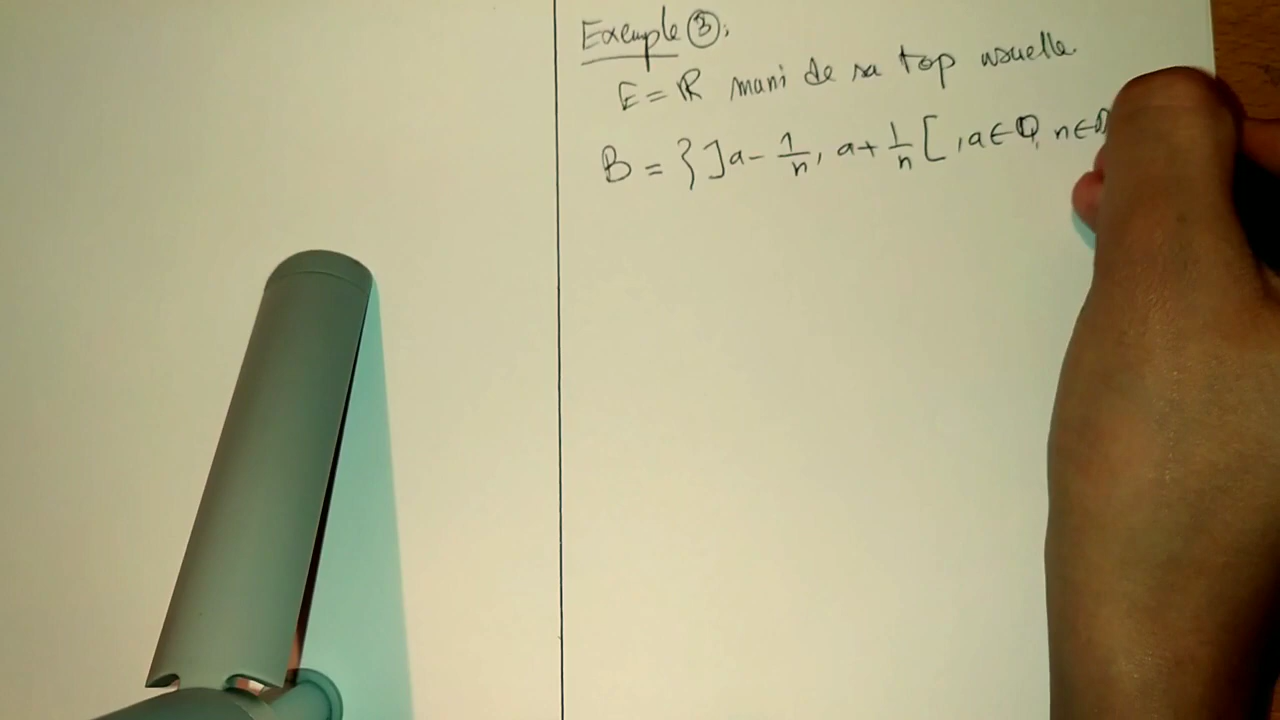 Exemple ③:
E = ℝ muni de sa top usuelle.
B = { ]a - 1/n, a + 1/n[ , a ∈ ℚ, n ∈